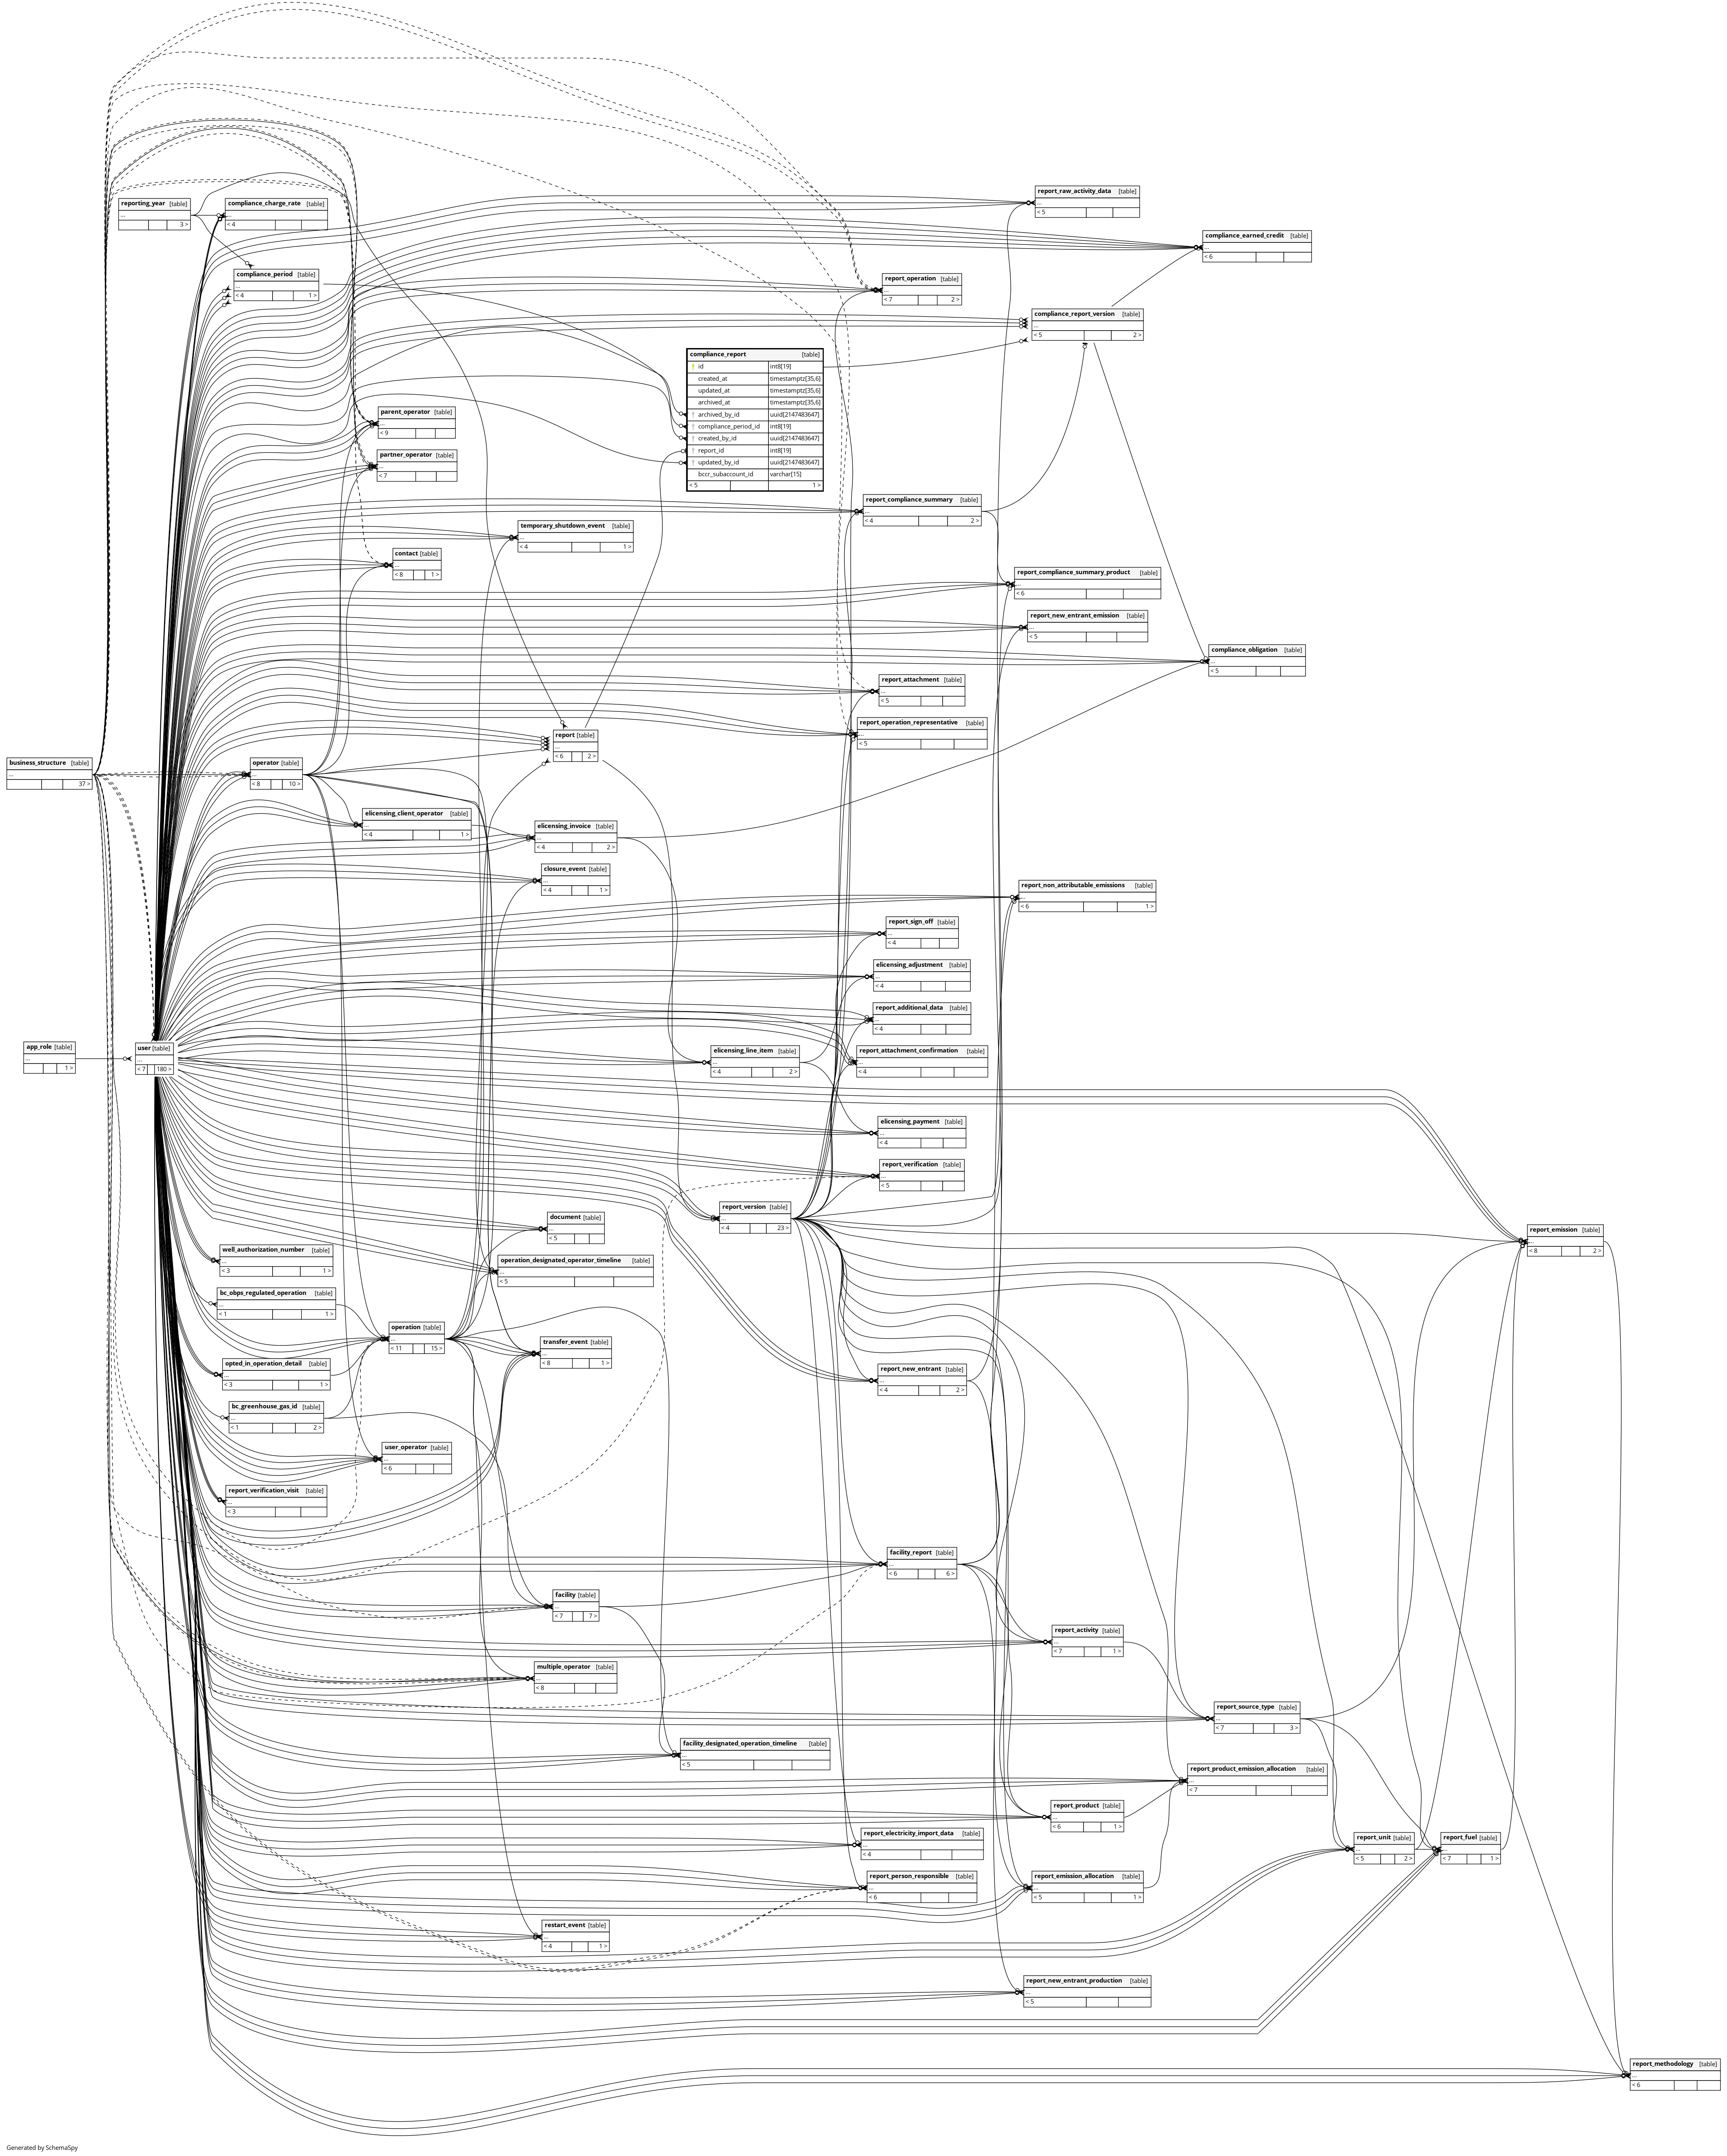 reporting_year [table]
...
3 >
compliance_charge_rate [table]
...
< 4
compliance_period [table]
...
< 4 1 >
report_raw_activity_data [table]
...
< 5
compliance_earned_credit [table]
...
< 6
report_operation [table]
...
< 7 2 >
compliance_report_version [table]
...
< 5 2 >
compliance_report [table]
id int8[19]
created_at timestamptz[35,6]
updated_at timestamptz[35,6]
archived_at timestamptz[35,6]
archived_by_id uuid[2147483647]
compliance_period_id int8[19]
created_by_id uuid[2147483647]
report_id int8[19]
updated_by_id uuid[2147483647]
bccr_subaccount_id varchar[15]
< 5 1 >
parent_operator [table]
...
< 9
partner_operator [table]
...
< 7
report_compliance_summary [table]
...
< 4 2 >
temporary_shutdown_event [table]
...
< 4 1 >
contact [table]
...
< 8 1 >
report_compliance_summary_product [table]
...
< 6
report_new_entrant_emission [table]
...
< 5
compliance_obligation [table]
...
< 5
report_attachment [table]
...
< 5
report_operation_representative [table]
...
< 5
report [table]
...
< 6 2 >
business_structure [table]
...
37 >
operator [table]
...
< 8 10 >
elicensing_client_operator [table]
...
< 4 1 >
elicensing_invoice [table]
...
< 4 2 >
closure_event [table]
...
< 4 1 >
report_non_attributable_emissions [table]
...
< 6 1 >
report_sign_off [table]
...
< 4
elicensing_adjustment [table]
...
< 4
report_additional_data [table]
...
< 4
app_role [table]
...
1 >
user [table]
...
< 7 180 >
elicensing_line_item [table]
...
< 4 2 >
report_attachment_confirmation [table]
...
< 4
elicensing_payment [table]
...
< 4
report_verification [table]
...
< 5
report_version [table]
...
< 4 23 >
document [table]
...
< 5
report_emission [table]
...
< 8 2 >
well_authorization_number [table]
...
< 3 1 >
operation_designated_operator_timeline [table]
...
< 5
bc_obps_regulated_operation [table]
...
< 1 1 >
operation [table]
...
< 11 15 >
transfer_event [table]
...
< 8 1 >
opted_in_operation_detail [table]
...
< 3 1 >
report_new_entrant [table]
...
< 4 2 >
bc_greenhouse_gas_id [table]
...
< 1 2 >
user_operator [table]
...
< 6
report_verification_visit [table]
...
< 3
facility_report [table]
...
< 6 6 >
facility [table]
...
< 7 7 >
report_activity [table]
...
< 7 1 >
multiple_operator [table]
...
< 8
report_source_type [table]
...
< 7 3 >
facility_designated_operation_timeline [table]
...
< 5
report_product_emission_allocation [table]
...
< 7
report_product [table]
...
< 6 1 >
report_electricity_import_data [table]
...
< 4
report_unit [table]
...
< 5 2 >
report_fuel [table]
...
< 7 1 >
report_person_responsible [table]
...
< 6
report_emission_allocation [table]
...
< 5 1 >
restart_event [table]
...
< 4 1 >
report_new_entrant_production [table]
...
< 5
report_methodology [table]
...
< 6
Generated by SchemaSpy